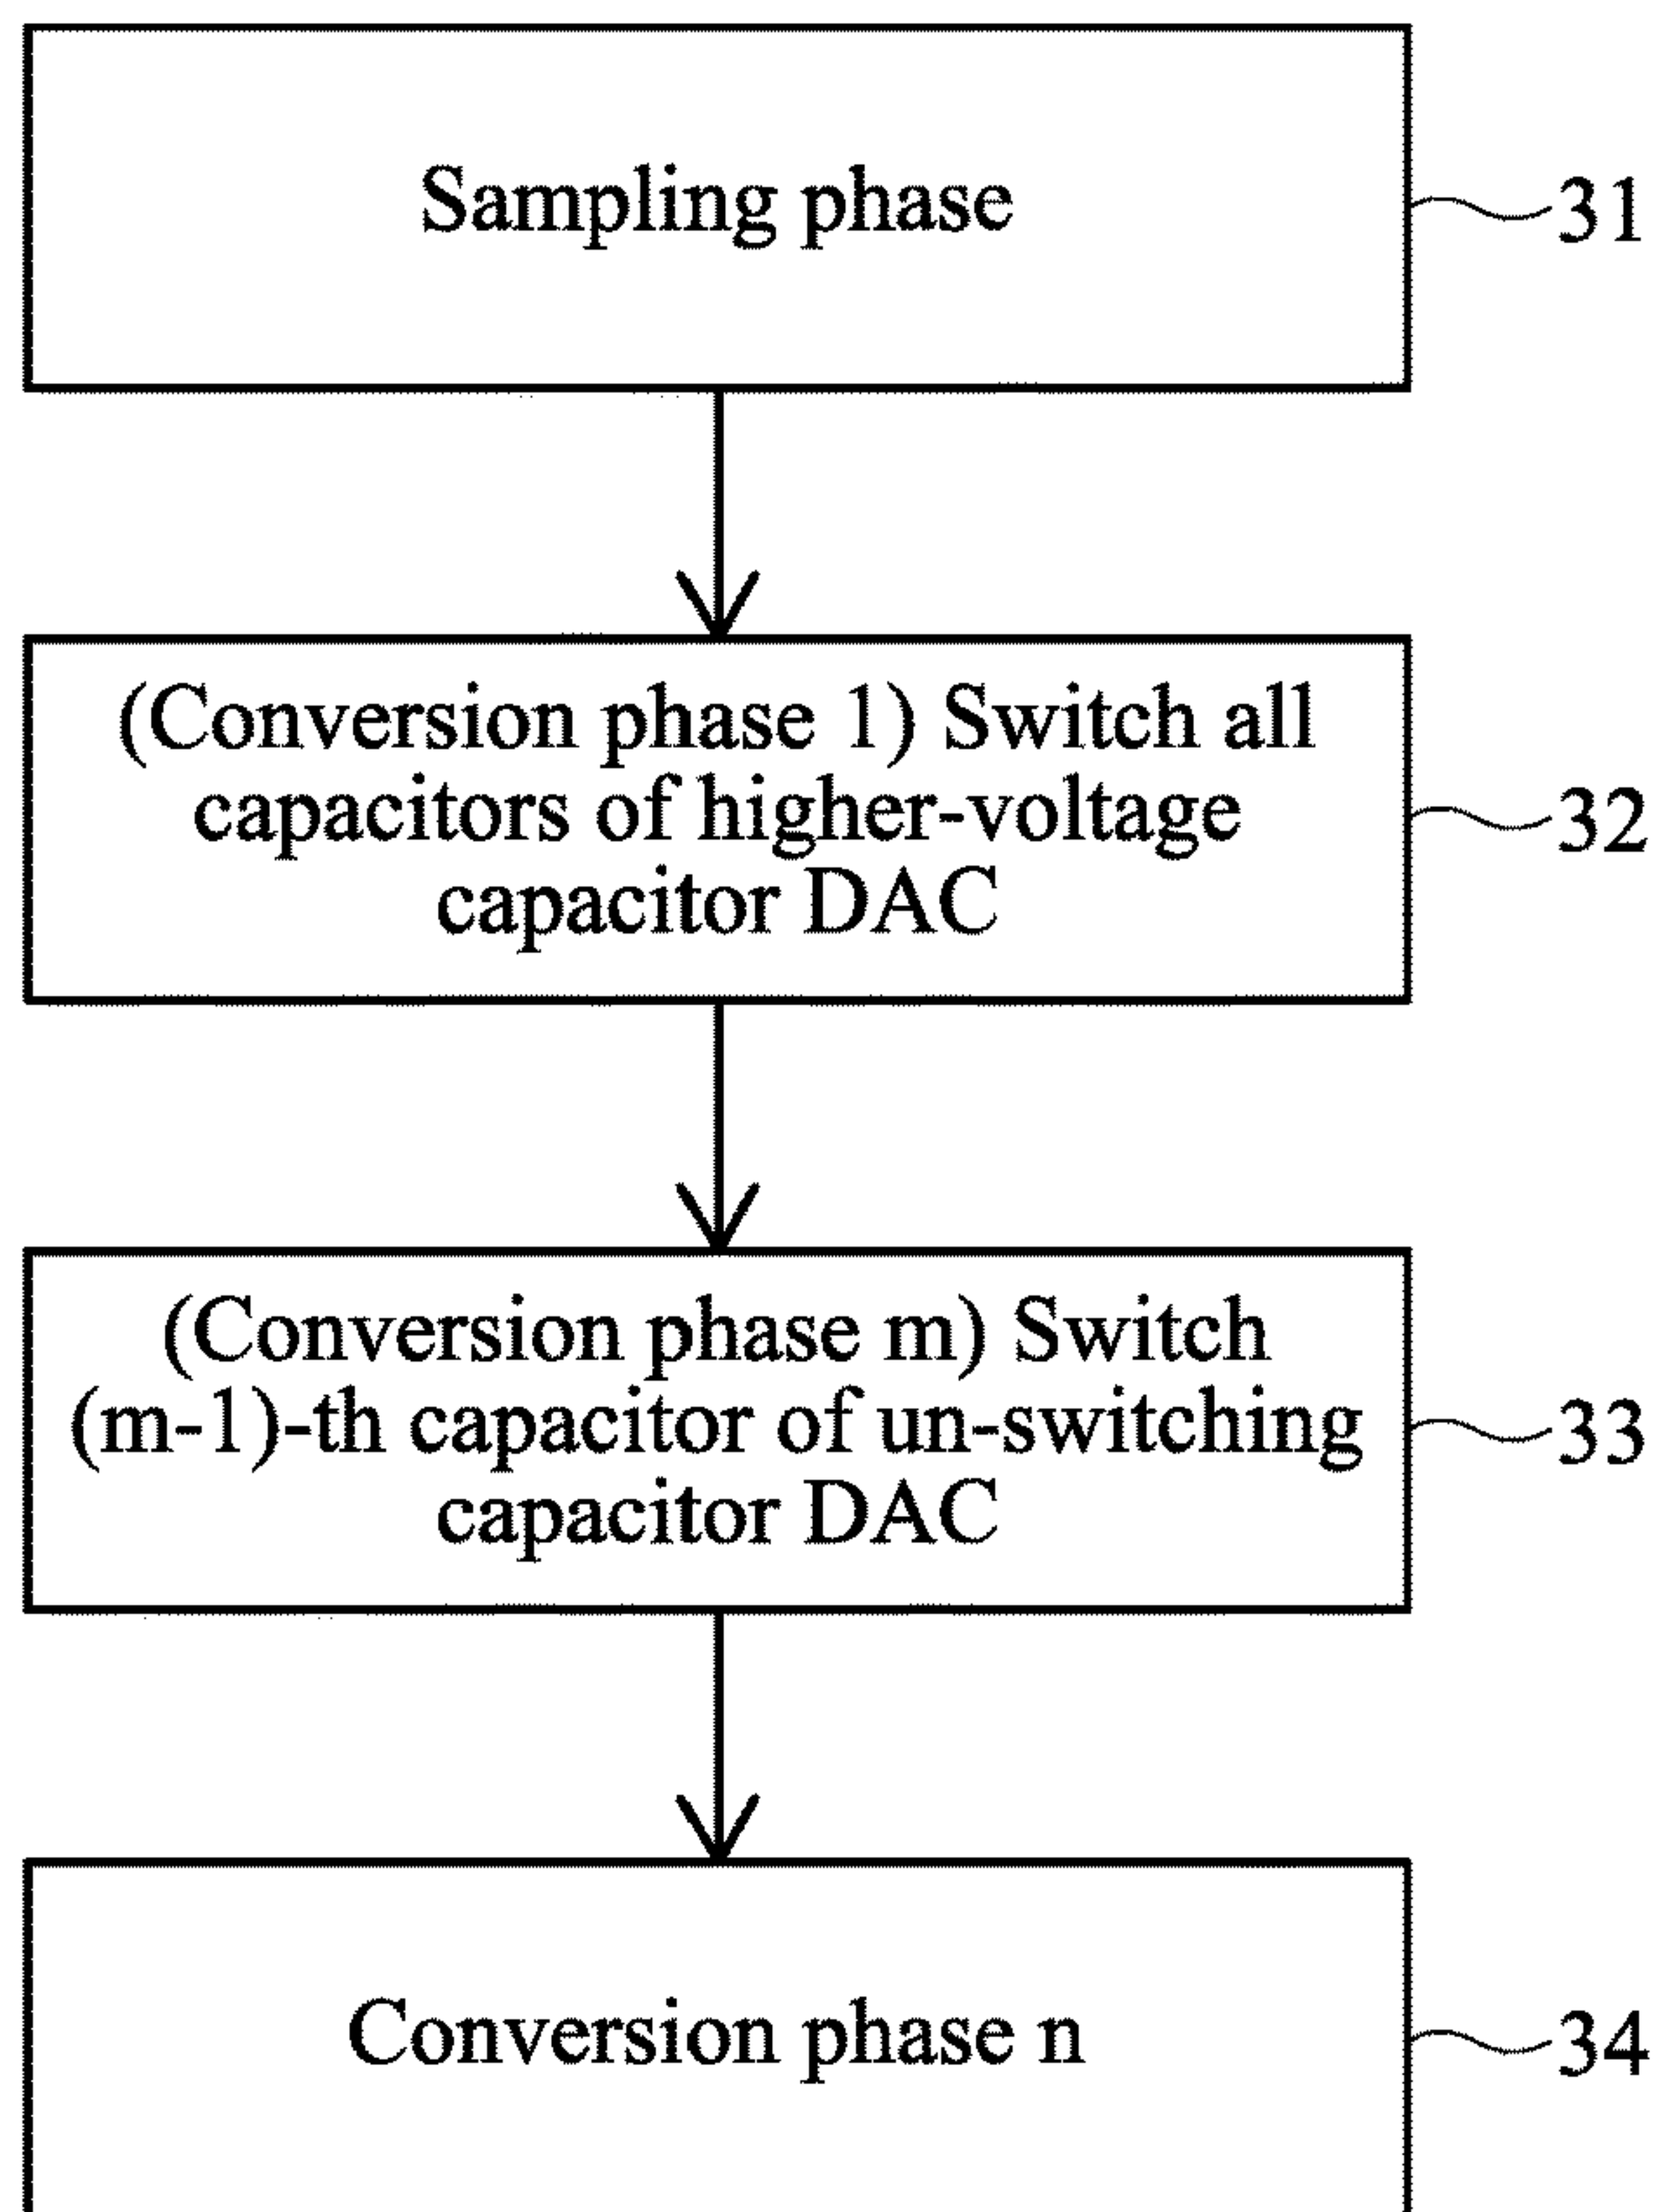 Sampling phase
31
(Conversion phase 1) Switch all
capacitors of higher-voltage
capacitor DAC
32
(Conversion phase m) Switch
(m-1)-th capacitor of un-switching
capacitor DAC
33
Conversion phase n
34